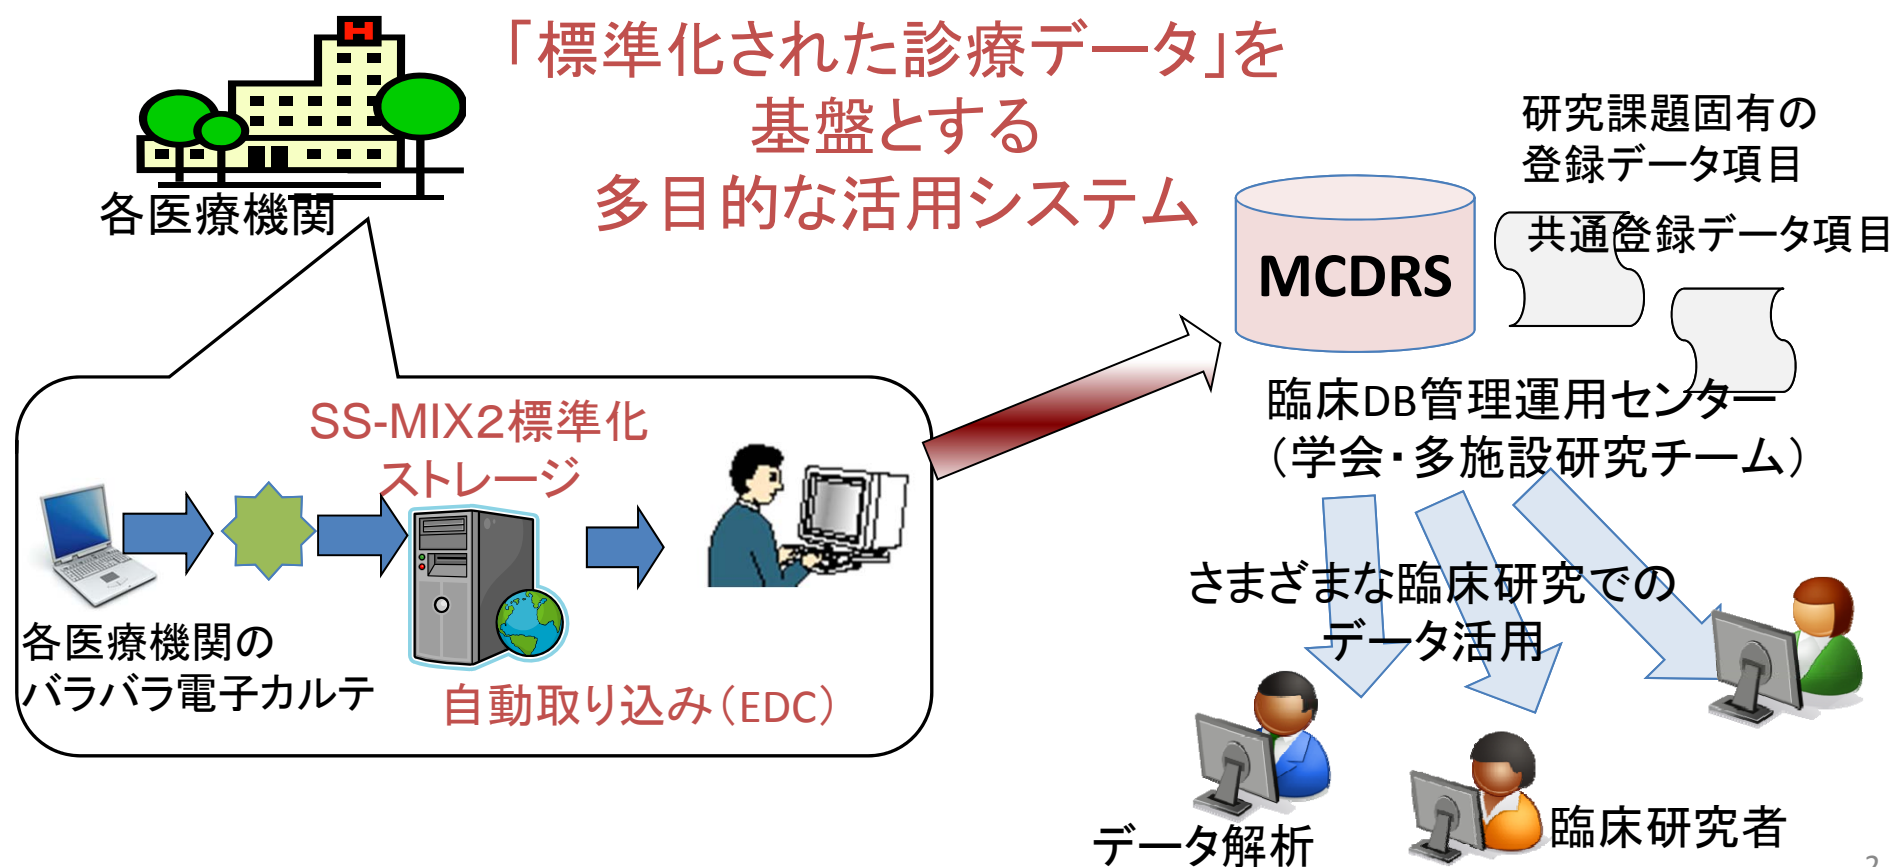 「標準化された診療データ」を
基盤とする
多目的な活用システム
H
各医療機関
研究課題固有の
登録データ項目
共通登録データ項目
MCDRS
SS-MIX2標準化
ストレージ
各医療機関の
バラバラ電子カルテ
自動取り込み(EDC)
臨床DB管理運用センター
(学会・多施設研究チーム)
さまざまな臨床研究での
データ活用
データ解析
臨床研究者
2